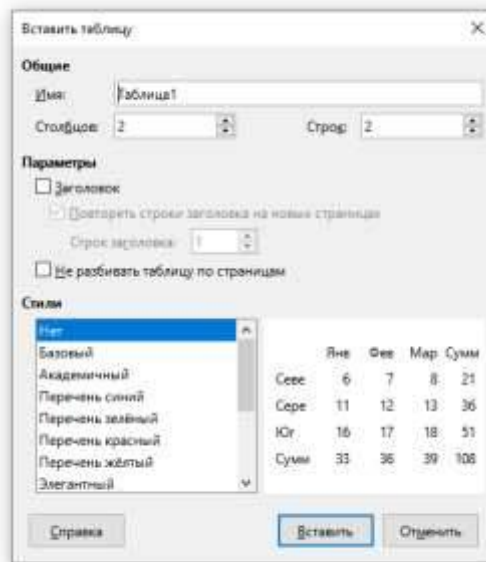 Вставить таблицу
Общие
Имя: Таблица1
Столбцов: 2 Строк: 2
Параметры
Заголовок
Повторять строки заголовка на новых страницах
Строк заголовка: 1
Не разбивать таблицу по страницам
Стили
Нет
Базовый
Академичный
Перечень синий
Перечень зелёный
Перечень красный
Перечень жёлтый
Элегантный
Янв Фев Мар Сумм
Севе 6 7 8 21
Сере 11 12 13 36
Юг 16 17 18 51
Сумм 33 36 39 108
Справка Вставить Отменить